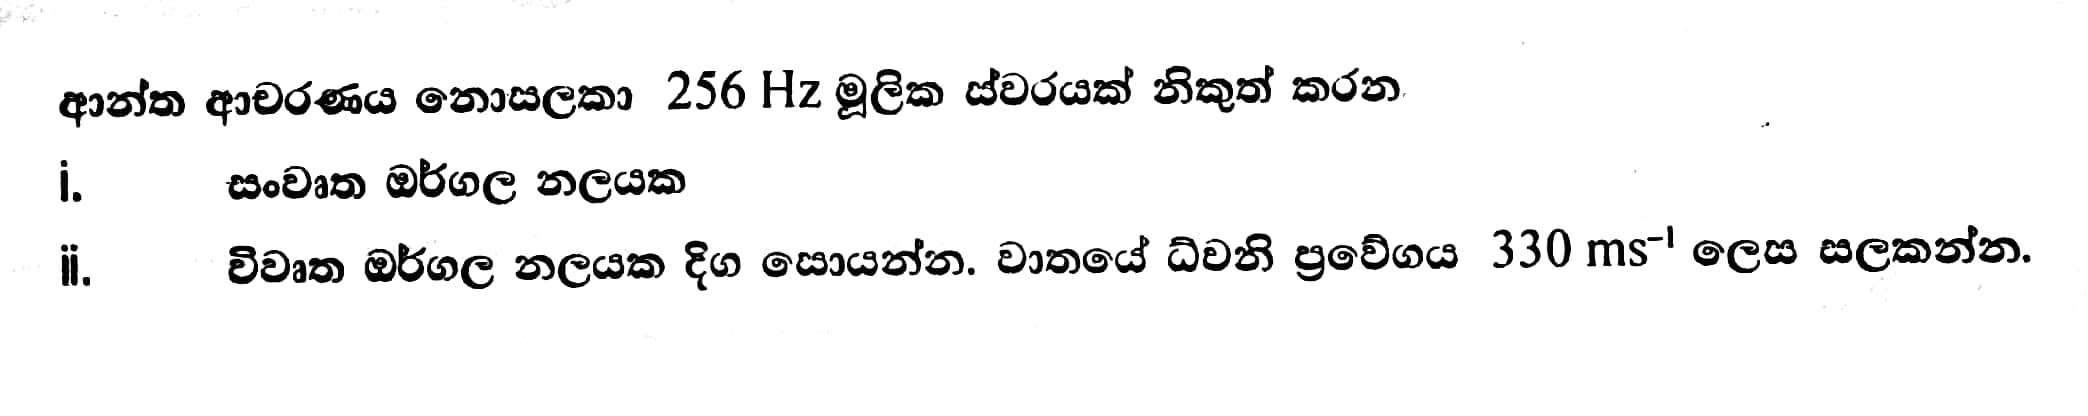 ආන්ත ආචරණය නොසලකා 256 Hz මූලික ස්වරයක් නිකුත් කරන
i. සංවෘත ඔර්ගල නලයක
ii. විවෘත ඔර්ගල නලයක දිග සොයන්න. වාතයේ ධ්වනි ප්‍රවේගය 330 ms⁻¹ ලෙස සලකන්න.